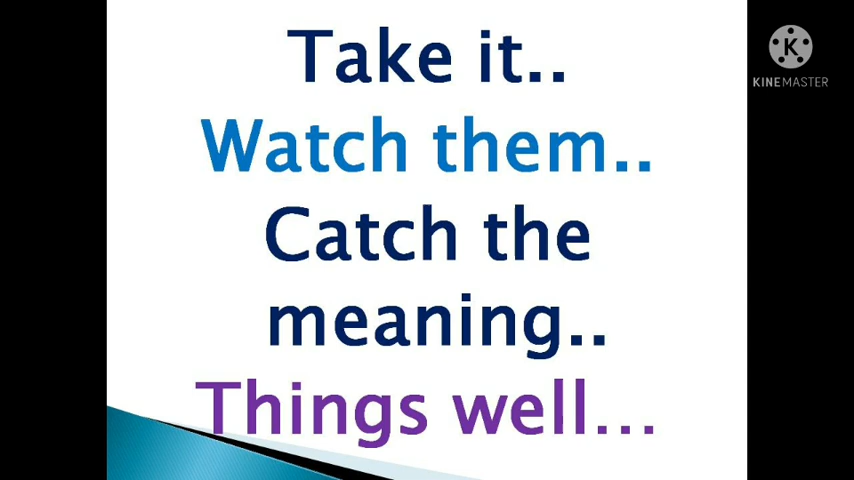 Take it..
Watch them..
Catch the
meaning..
Things well...
K
KINEMASTER